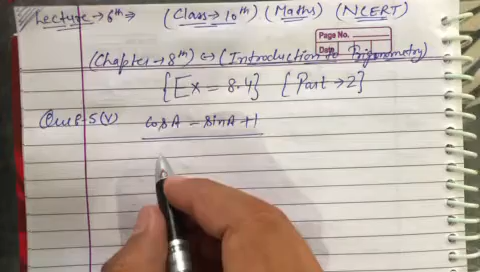 Lecture → 6th → (Class → 10th) (Maths) (NCERT)
Page No.
Date
(Chapter → 8th) ↔ (Introduction to Trigonometry)
{Ex = 8.4} {Part → 2}
Ques-5(V) cosA - sinA + 1